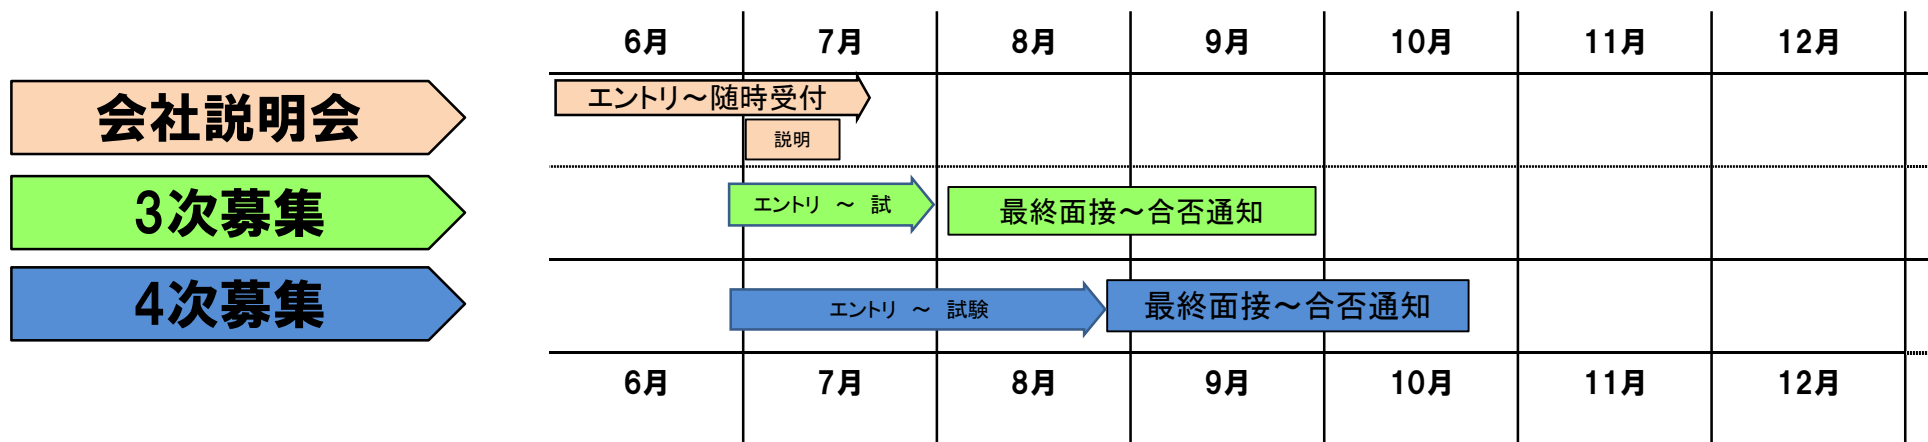 6月 7月 8月 9月 10月 11月 12月
会社説明会
エントリ～随時受付
説明
3次募集
エントリ ～ 試
最終面接～合否通知
4次募集
エントリ ～ 試験
最終面接～合否通知
6月 7月 8月 9月 10月 11月 12月